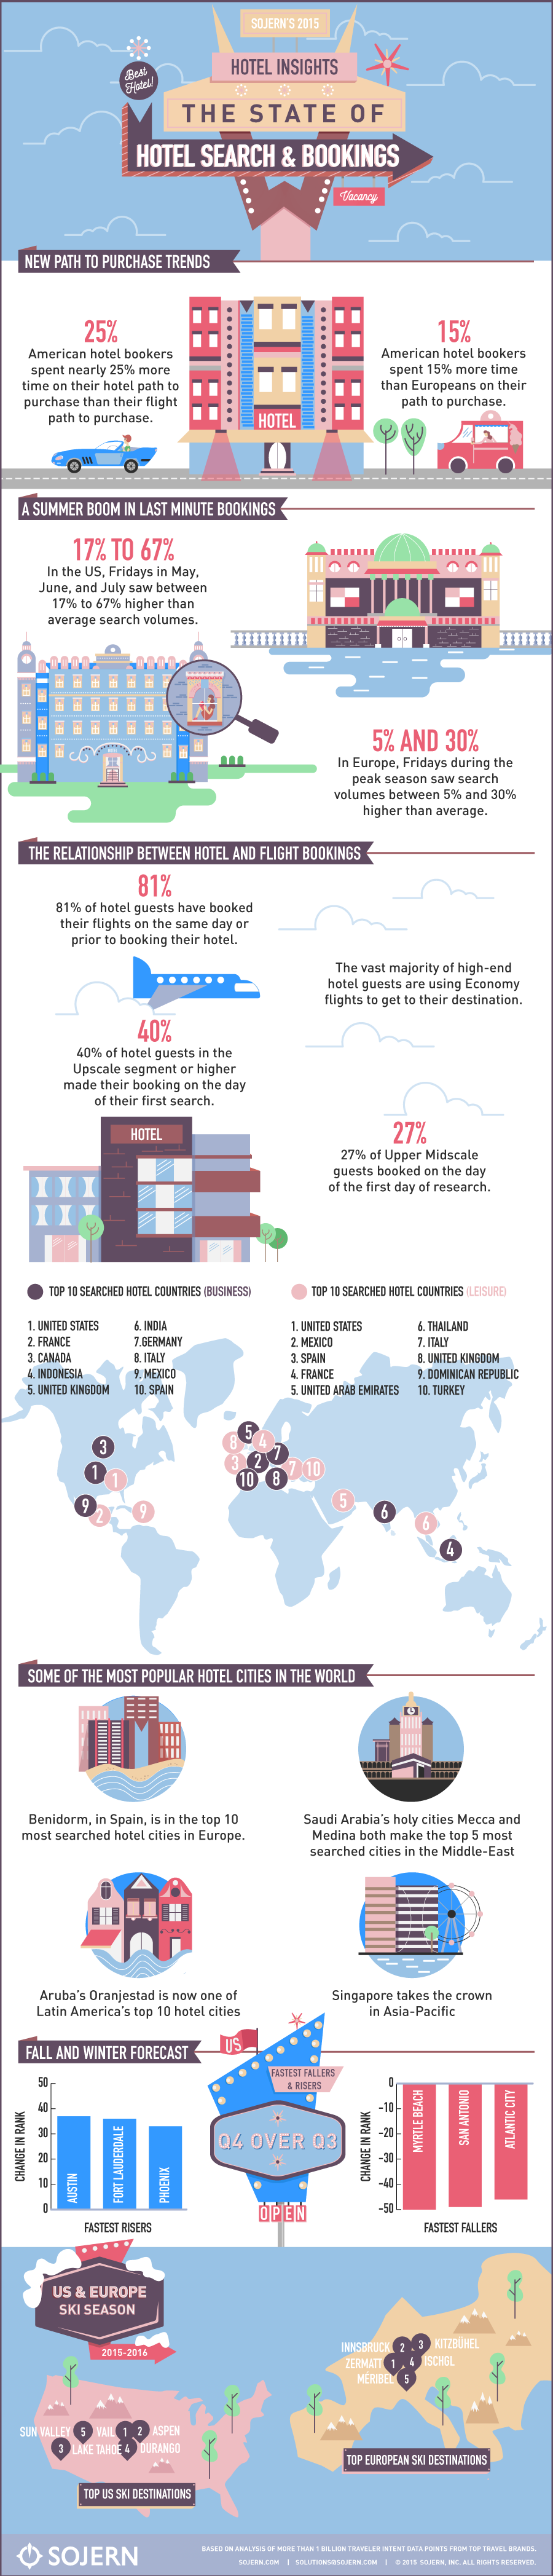 SOJERN'S 2015
HOTEL INSIGHTS
Best
Hotel!
THE STATE OF
HOTEL SEARCH & BOOKINGS
Vacancy
NEW PATH TO PURCHASE TRENDS
25%
American hotel bookers
spent nearly 25% more
time on their hotel path to
purchase than their flight
path to purchase.
HOTEL
15%
American hotel bookers
spent 15% more time
than Europeans on their
path to purchase.
A SUMMER BOOM IN LAST MINUTE BOOKINGS
17% TO 67%
In the US, Fridays in May,
June, and July saw between
17% to 67% higher than
average search volumes.
5% AND 30%
In Europe, Fridays during the
peak season saw search
volumes between 5% and 30%
higher than average.
THE RELATIONSHIP BETWEEN HOTEL AND FLIGHT BOOKINGS
81%
81% of hotel guests have booked
their flights on the same day or
prior to booking their hotel.
The vast majority of high-end
hotel guests are using Economy
flights to get to their destination.
40%
40% of hotel guests in the
Upscale segment or higher
made their booking on the day
of their first search.
HOTEL
27%
27% of Upper Midscale
guests booked on the day
of the first day of research.
TOP 10 SEARCHED HOTEL COUNTRIES (BUSINESS)
1. UNITED STATES
2. FRANCE
3. CANADA
4. INDONESIA
5. UNITED KINGDOM
6. INDIA
7.GERMANY
8. ITALY
9. MEXICO
10. SPAIN
TOP 10 SEARCHED HOTEL COUNTRIES (LEISURE)
1. UNITED STATES
2. MEXICO
3. SPAIN
4. FRANCE
5. UNITED ARAB EMIRATES
6. THAILAND
7. ITALY
8. UNITED KINGDOM
9. DOMINICAN REPUBLIC
10. TURKEY
3
1
1
9
2
9
5
8
4
7
3
2
7
10
10
8
5
6
6
4
SOME OF THE MOST POPULAR HOTEL CITIES IN THE WORLD
Benidorm, in Spain, is in the top 10
most searched hotel cities in Europe.
Saudi Arabia's holy cities Mecca and
Medina both make the top 5 most
searched cities in the Middle-East
Aruba's Oranjestad is now one of
Latin America's top 10 hotel cities
Singapore takes the crown
in Asia-Pacific
FALL AND WINTER FORECAST
US
FASTEST FALLERS
& RISERS
Q4 OVER Q3
OPEN
CHANGE IN RANK
50
40
30
20
10
0
AUSTIN
FORT LAUDERDALE
PHOENIX
FASTEST RISERS
CHANGE IN RANK
0
-10
-20
-30
-40
-50
MYRTLE BEACH
SAN ANTONIO
ATLANTIC CITY
FASTEST FALLERS
US & EUROPE
SKI SEASON
2015-2016
INNSBRUCK 2 3 KITZBÜHEL
ZERMATT 1 4 ISCHGL
MÉRIBEL 5
SUN VALLEY 5 VAIL 1 2 ASPEN
3 LAKE TAHOE 4 DURANGO
TOP EUROPEAN SKI DESTINATIONS
TOP US SKI DESTINATIONS
SOJERN
BASED ON ANALYSIS OF MORE THAN 1 BILLION TRAVELER INTENT DATA POINTS FROM TOP TRAVEL BRANDS.
SOJERN.COM | SOLUTIONS@SOJERN.COM | © 2015 SOJERN, INC. ALL RIGHTS RESERVED.